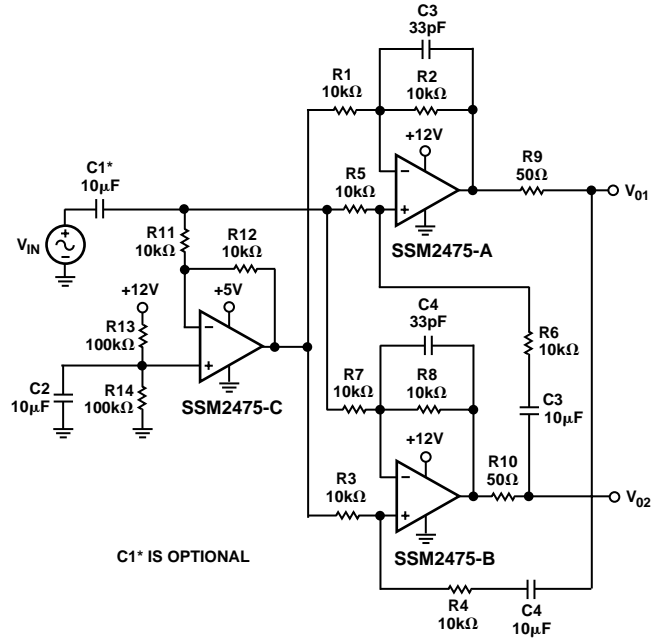 C3
33pF
R1
10kΩ
R2
10kΩ
+12V
C1*
10μF
R5
10kΩ
R9
50Ω
V01
VIN
R11
10kΩ
R12
10kΩ
SSM2475-A
+12V
R13
100kΩ
+5V
C4
33pF
R6
10kΩ
C2
10μF
R14
100kΩ
SSM2475-C
R7
10kΩ
R8
10kΩ
C3
10μF
+12V
R3
10kΩ
R10
50Ω
V02
SSM2475-B
C1* IS OPTIONAL
R4
10kΩ
C4
10μF